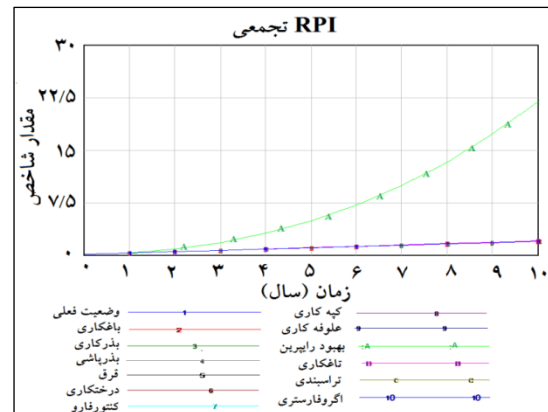 RPI تجمعی
۳۰
۲۲/۵
۱۵
۷/۵
۰
مقدار شاخص
۰ ۱ ۲ ۳ ۴ ۵ ۶ ۷ ۸ ۹ ۱۰
زمان (سال)
وضعیت فعلی
باغکاری
بذرکاری
بذرپاشی
قرق
درختکاری
کنتورفارو
کپه کاری
علوفه کاری
بهبود رایپرین
تاغکاری
تراسبندی
اگروفارستری